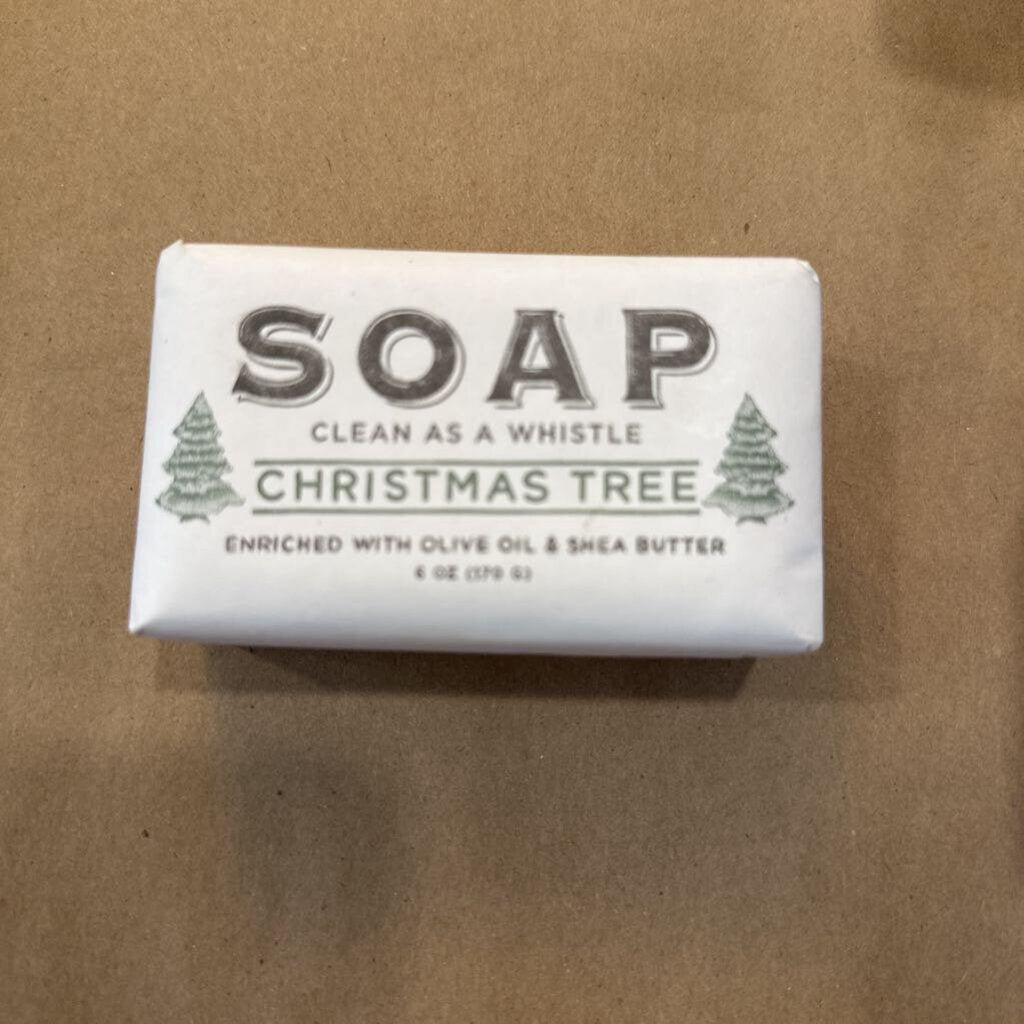 SOAP
CLEAN AS A WHISTLE
CHRISTMAS TREE
ENRICHED WITH OLIVE OIL & SHEA BUTTER
6 OZ (170 G)